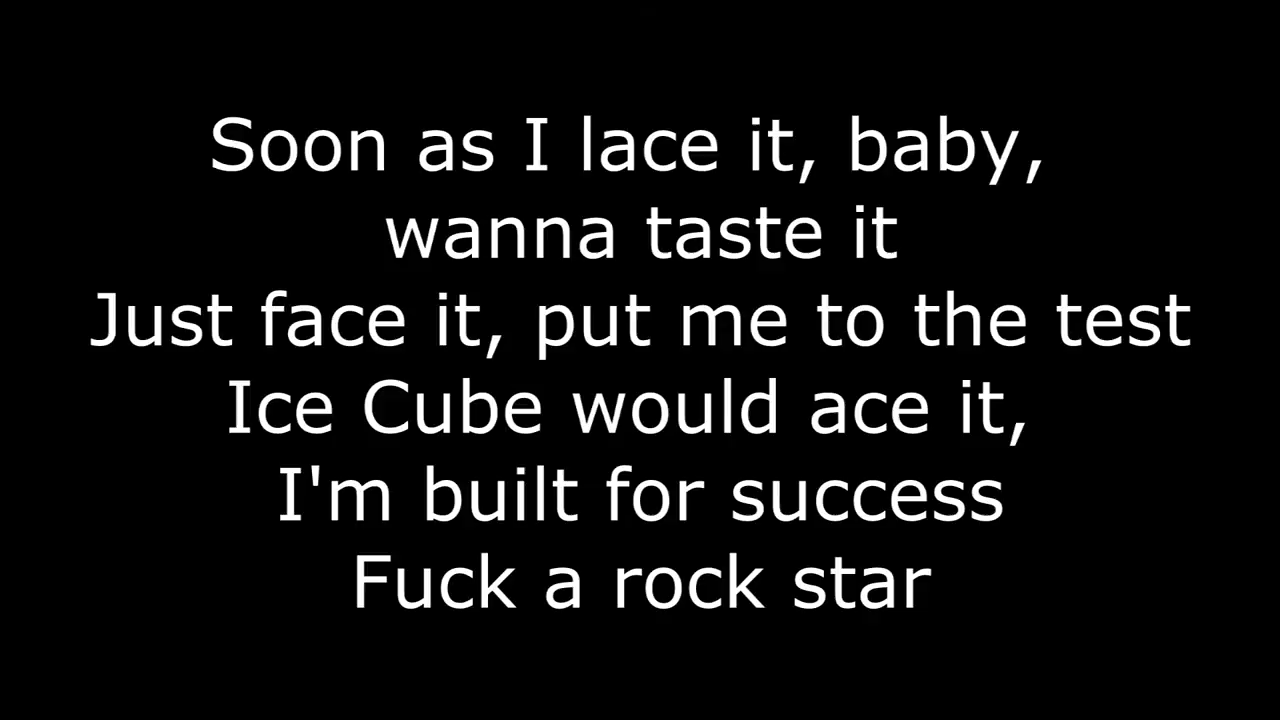 Soon as I lace it, baby,
wanna taste it
Just face it, put me to the test
Ice Cube would ace it,
I'm built for success
Fuck a rock star